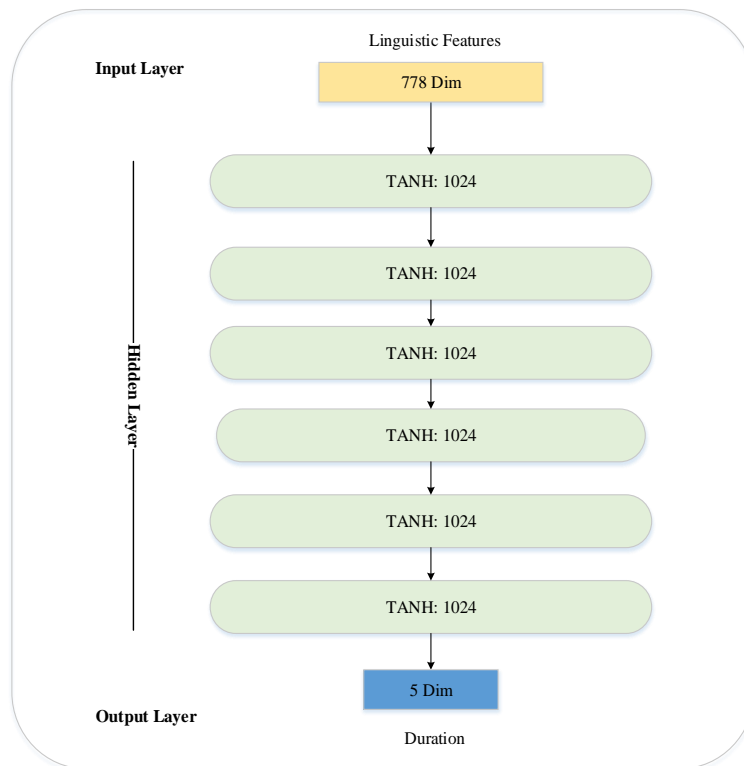 Linguistic Features
Input Layer
778 Dim
TANH: 1024
TANH: 1024
TANH: 1024
Hidden Layer
TANH: 1024
TANH: 1024
TANH: 1024
5 Dim
Output Layer
Duration